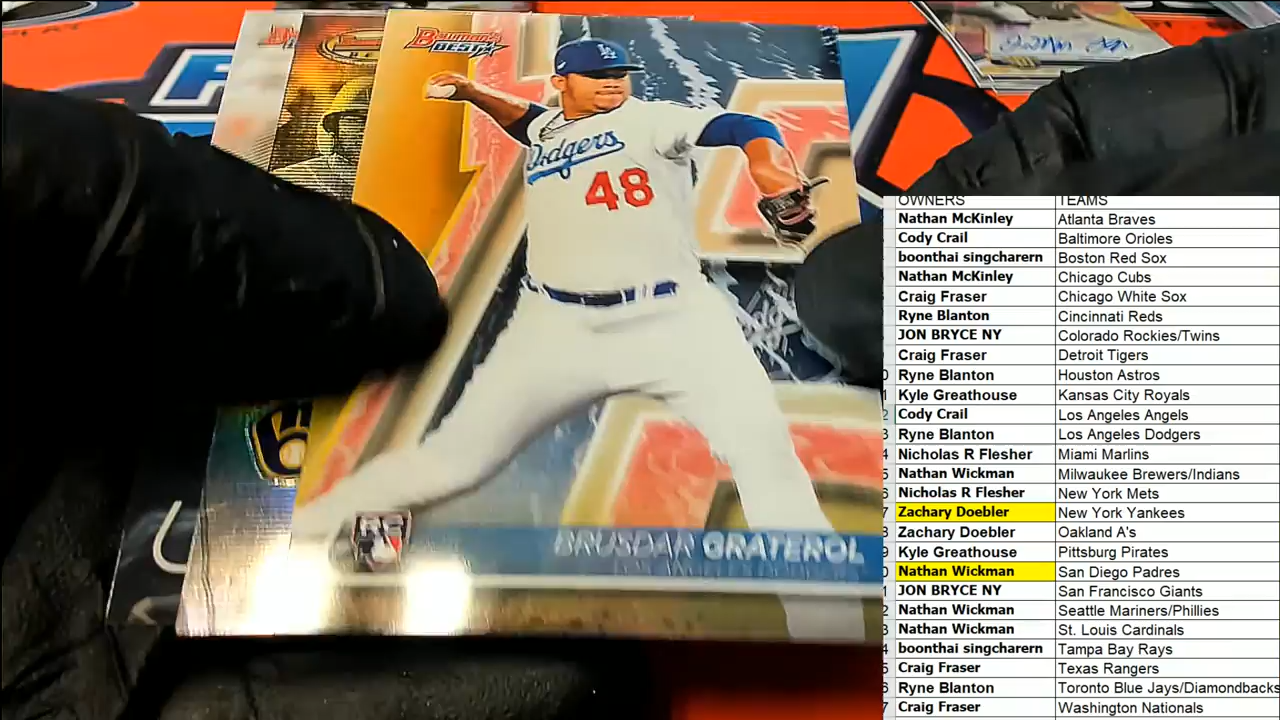 Bowman's
BEST
LA
Dodgers
48
RC
BRUSDAR GRATEROL
OWNERS TEAMS
Nathan McKinley Atlanta Braves
Cody Crail Baltimore Orioles
boonthai singcharern Boston Red Sox
Nathan McKinley Chicago Cubs
Craig Fraser Chicago White Sox
Ryne Blanton Cincinnati Reds
JON BRYCE NY Colorado Rockies/Twins
Craig Fraser Detroit Tigers
Ryne Blanton Houston Astros
Kyle Greathouse Kansas City Royals
Cody Crail Los Angeles Angels
Ryne Blanton Los Angeles Dodgers
Nicholas R Flesher Miami Marlins
Nathan Wickman Milwaukee Brewers/Indians
Nicholas R Flesher New York Mets
Zachary Doebler New York Yankees
Zachary Doebler Oakland A's
Kyle Greathouse Pittsburg Pirates
Nathan Wickman San Diego Padres
JON BRYCE NY San Francisco Giants
Nathan Wickman Seattle Mariners/Phillies
Nathan Wickman St. Louis Cardinals
boonthai singcharern Tampa Bay Rays
Craig Fraser Texas Rangers
Ryne Blanton Toronto Blue Jays/Diamondbacks
Craig Fraser Washington Nationals